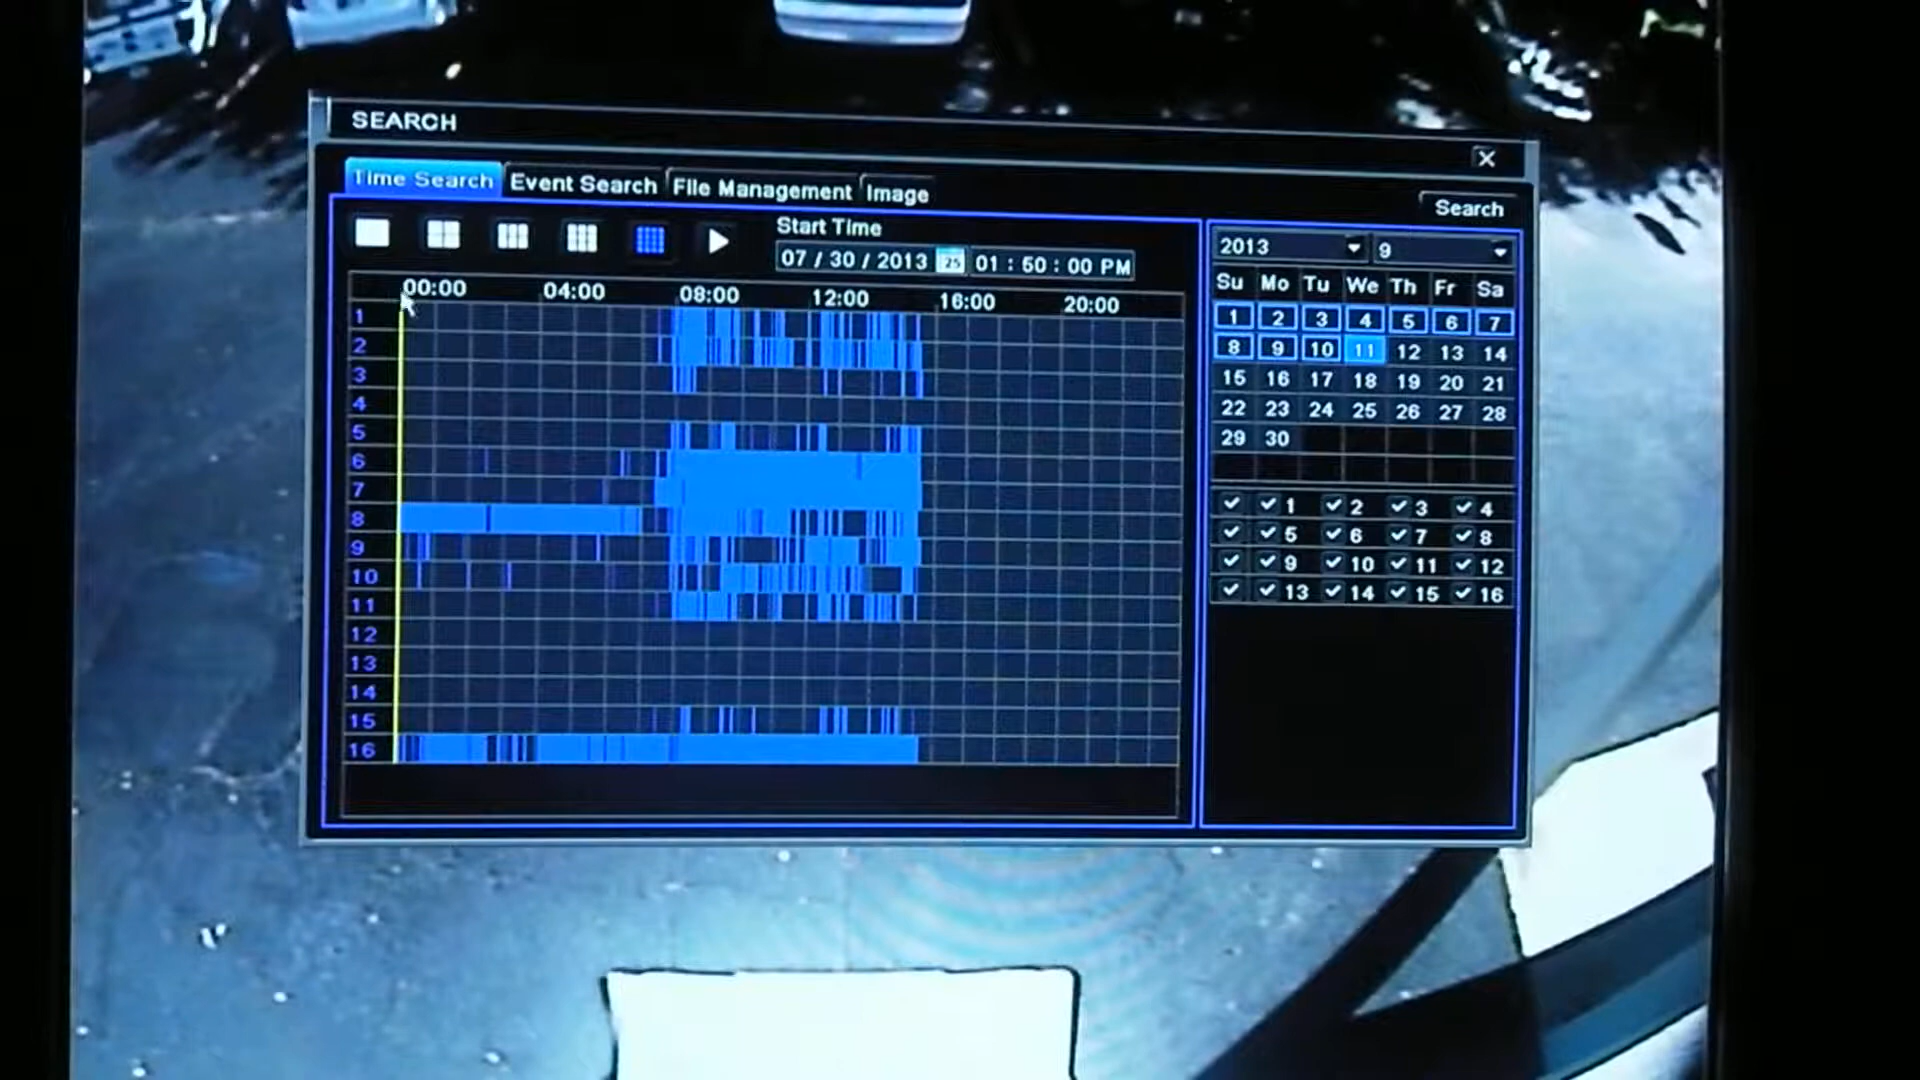 SEARCH
X
Time Search Event Search File Management Image
Search
Start Time
07 / 30 / 2013 25 01 : 50 : 00 PM
00:00 04:00 08:00 12:00 16:00 20:00
1
2
3
4
5
6
7
8
9
10
11
12
13
14
15
16
2013 9
Su Mo Tu We Th Fr Sa
1 2 3 4 5 6 7
8 9 10 11 12 13 14
15 16 17 18 19 20 21
22 23 24 25 26 27 28
29 30
1 2 3 4
5 6 7 8
9 10 11 12
13 14 15 16